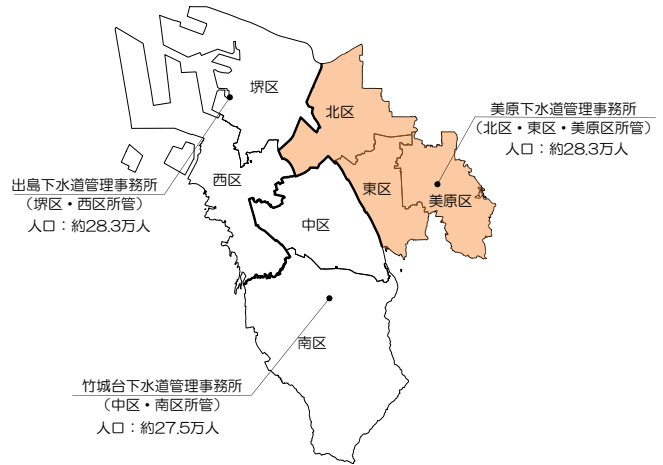 堺区
北区
美原下水道管理事務所
（北区・東区・美原区所管）
人口：約28.3万人
西区
東区
美原区
出島下水道管理事務所
（堺区・西区所管）
人口：約28.3万人
中区
南区
竹城台下水道管理事務所
（中区・南区所管）
人口：約27.5万人